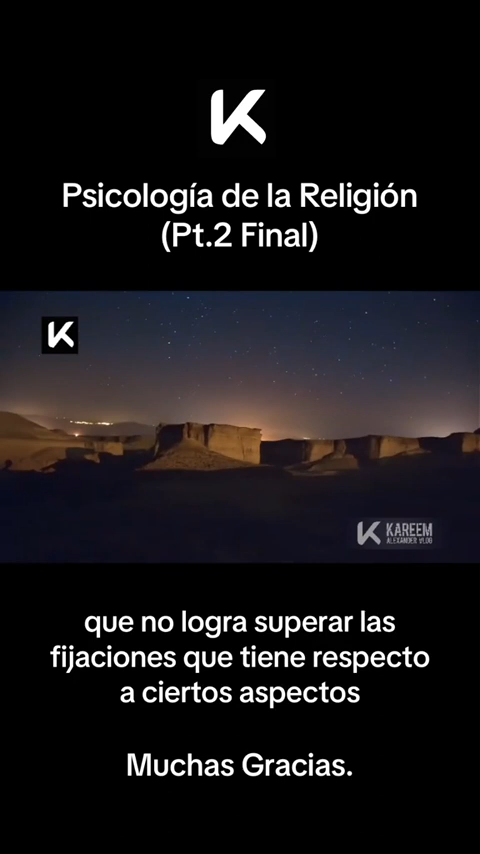 K
Psicología de la Religión
(Pt.2 Final)
K
K KAREEM
ALEXANDER VLOG
que no logra superar las
fijaciones que tiene respecto
a ciertos aspectos
Muchas Gracias.